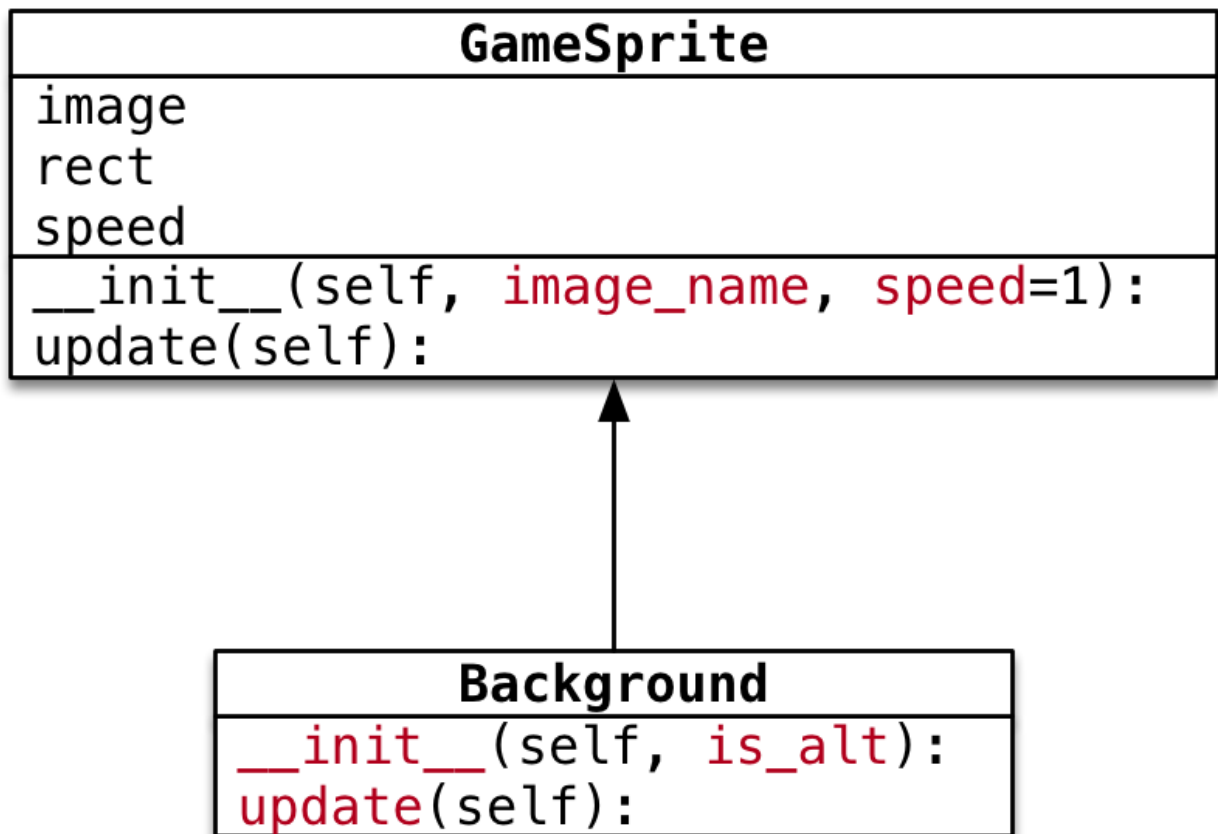 GameSprite
image
rect
speed
__init__(self, image_name, speed=1):
update(self):
Background
__init__(self, is_alt):
update(self):